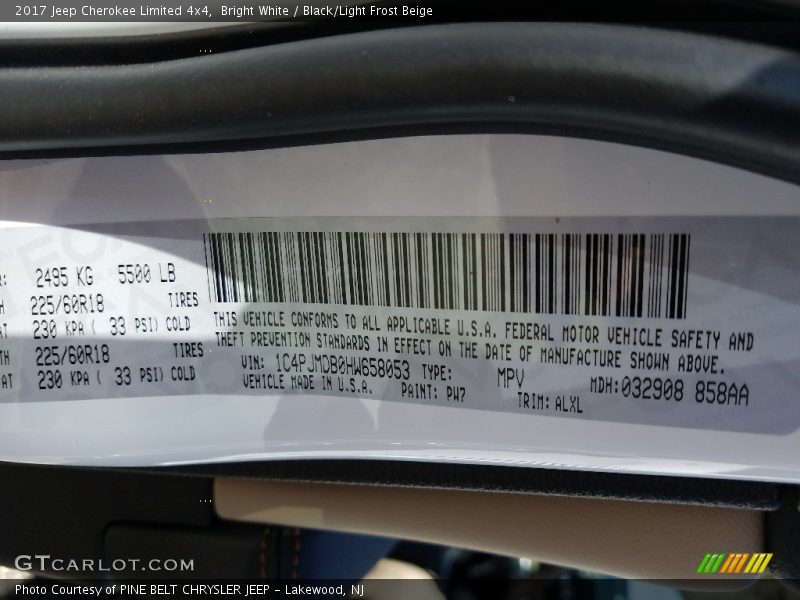 2017 Jeep Cherokee Limited 4x4, Bright White / Black/Light Frost Beige
2495 KG 5500 LB
225/60R18 TIRES
230 KPA ( 33 PSI) COLD
225/60R18 TIRES
230 KPA ( 33 PSI) COLD
THIS VEHICLE CONFORMS TO ALL APPLICABLE U.S.A. FEDERAL MOTOR VEHICLE SAFETY AND
THEFT PREVENTION STANDARDS IN EFFECT ON THE DATE OF MANUFACTURE SHOWN ABOVE.
VIN: 1C4PJMDB0HW658053 TYPE: MPV MDH:032908 858AA
VEHICLE MADE IN U.S.A. PAINT: PW7 TRIM: ALXL
GTCARLOT.COM
Photo Courtesy of PINE BELT CHRYSLER JEEP - Lakewood, NJ